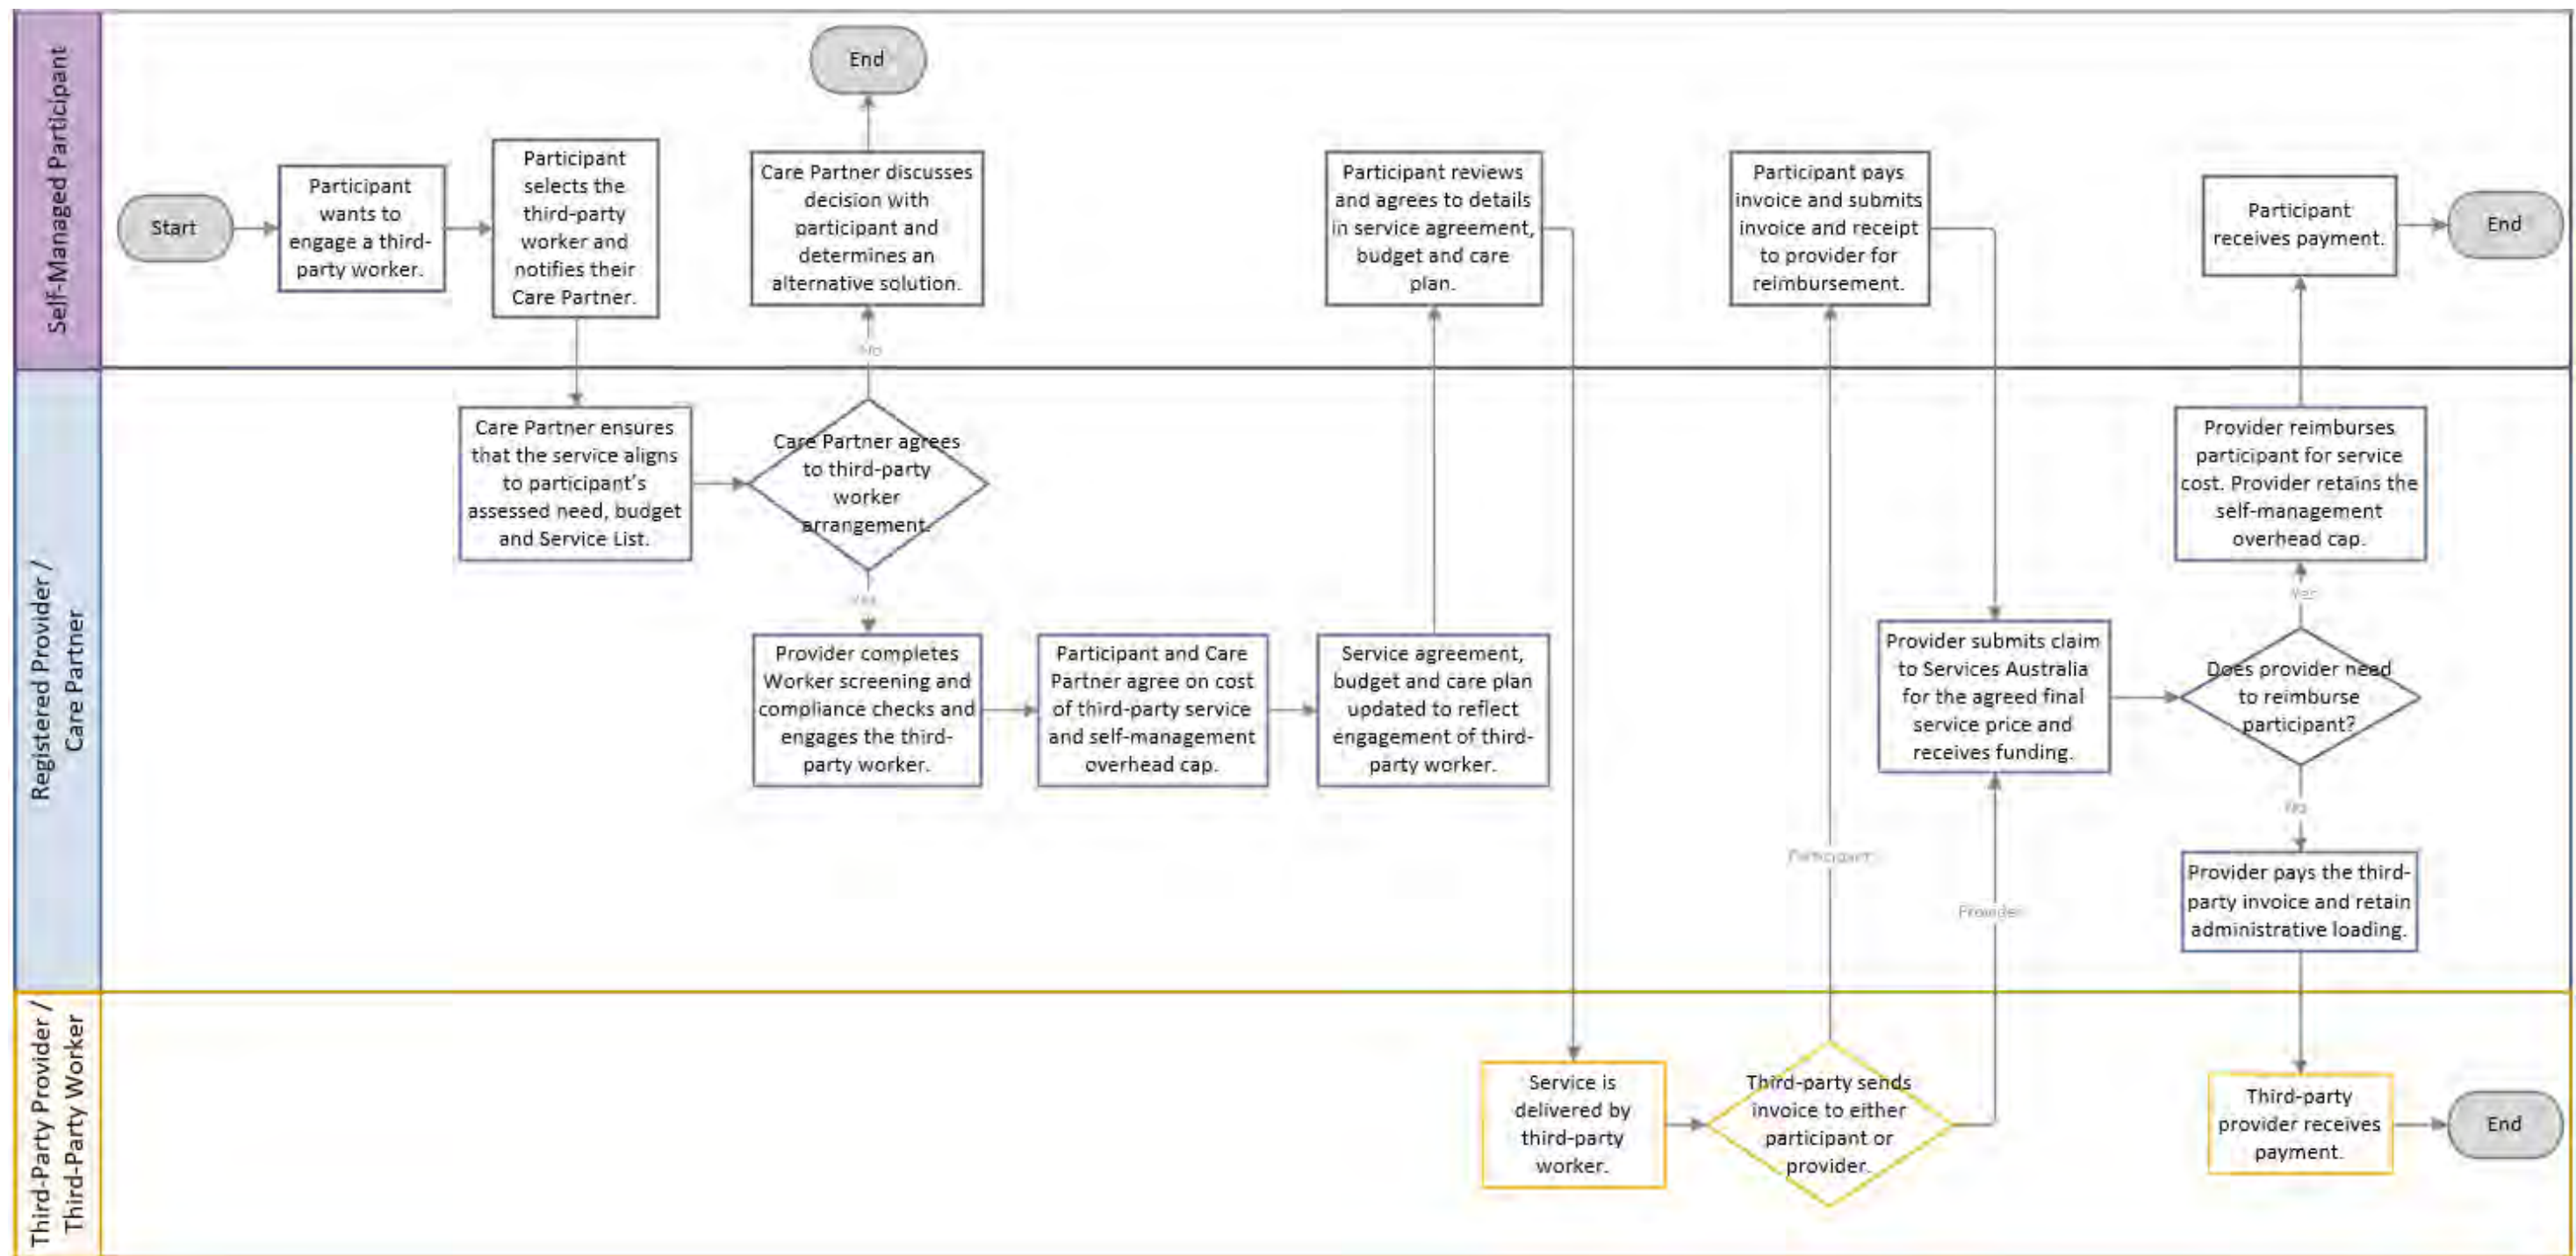 Self-Managed Participant
Start
Participant
wants to
engage a third-
party worker.
Participant
selects the
third-party
worker and
notifies their
Care Partner.
End
Care Partner discusses
decision with
participant and
determines an
alternative solution.
No
Participant reviews
and agrees to details
in service agreement,
budget and care
plan.
Participant pays
invoice and submits
invoice and receipt
to provider for
reimbursement.
Participant
receives payment.
End
Registered Provider /
Care Partner
Care Partner ensures
that the service aligns
to participant's
assessed need, budget
and Service List.
Care Partner agrees
to third-party
worker
arrangement.
Yes
Provider completes
Worker screening and
compliance checks and
engages the third-
party worker.
Participant and Care
Partner agree on cost
of third-party service
and self-management
overhead cap.
Service agreement,
budget and care plan
updated to reflect
engagement of third-
party worker.
Participant
Provider
Provider submits claim
to Services Australia
for the agreed final
service price and
receives funding.
Provider reimburses
participant for service
cost. Provider retains the
self-management
overhead cap.
Yes
Does provider need
to reimburse
participant?
No
Provider pays the third-
party invoice and retain
administrative loading.
Third-Party Provider /
Third-Party Worker
Service is
delivered by
third-party
worker.
Third-party sends
invoice to either
participant or
provider.
Third-party
provider receives
payment.
End